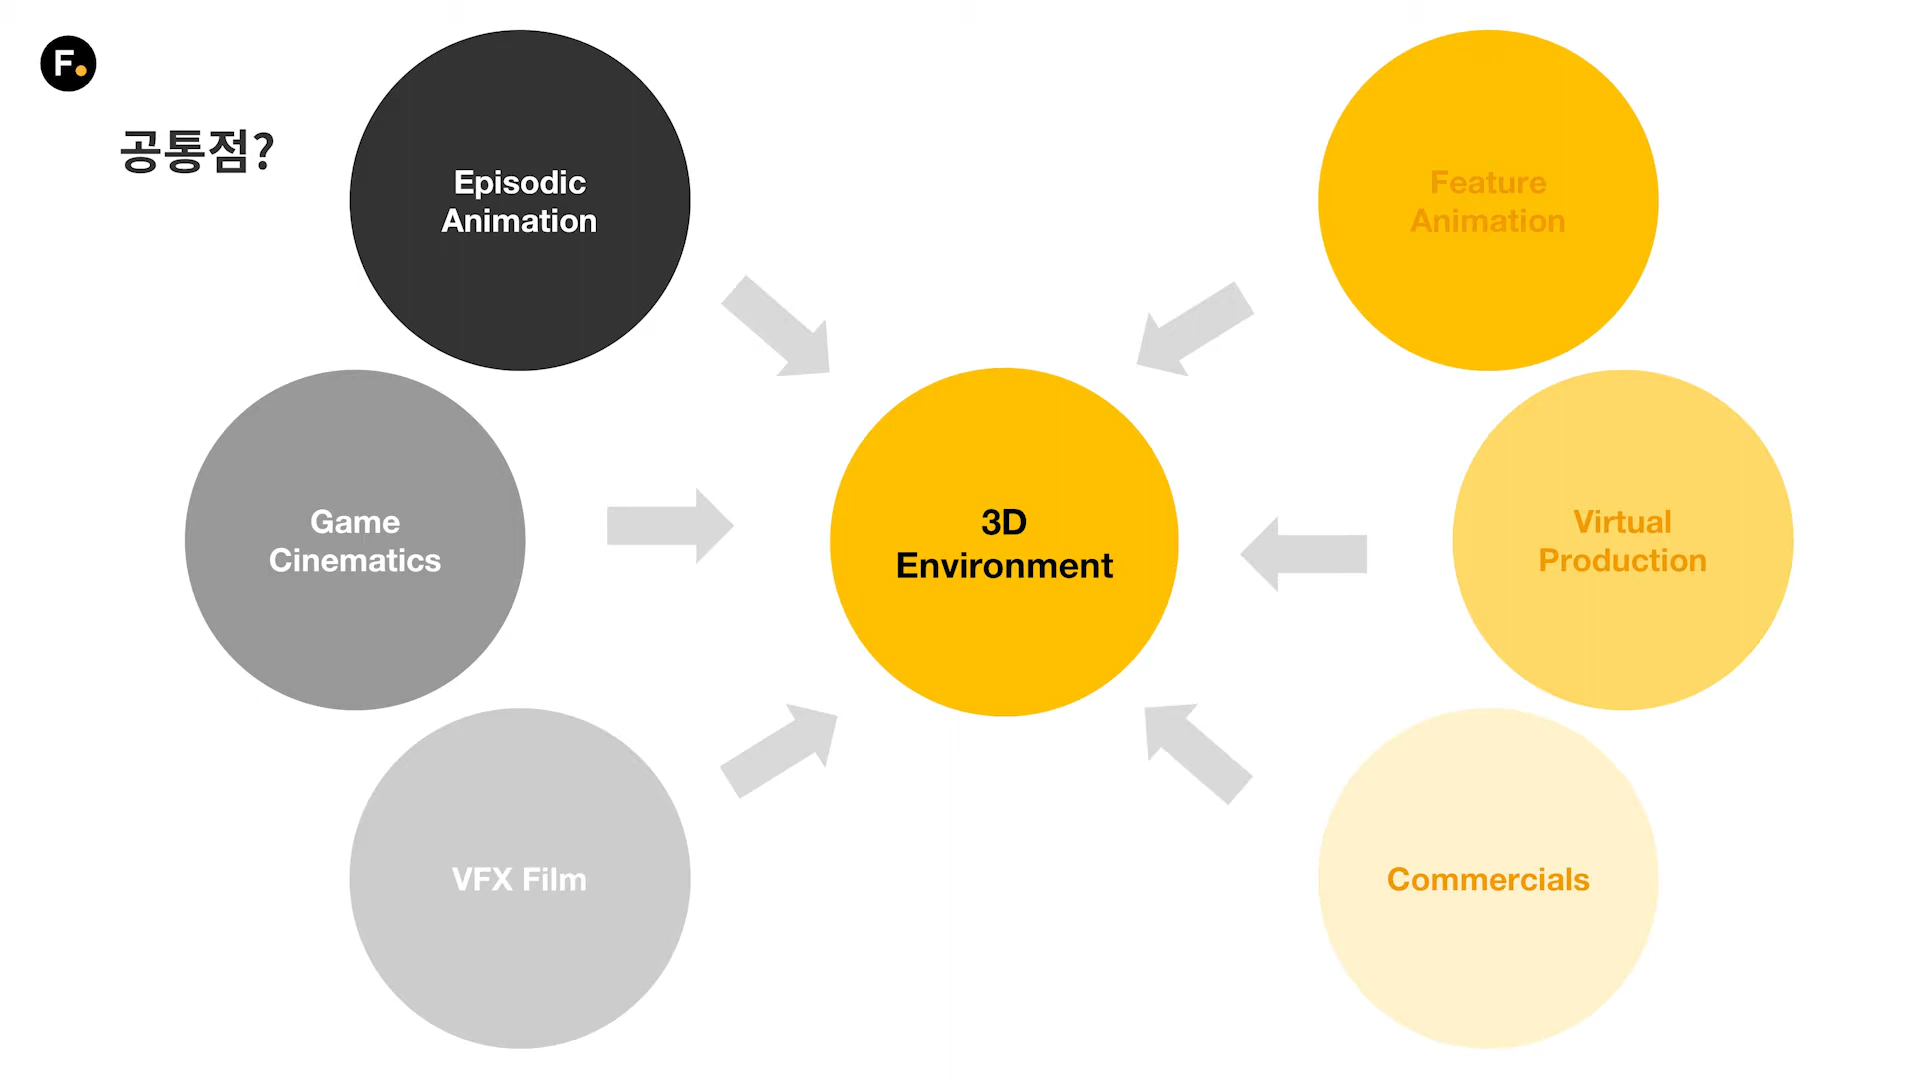 F.
공통점?
Episodic
Animation
Feature
Animation
Game
Cinematics
3D
Environment
Virtual
Production
VFX Film
Commercials